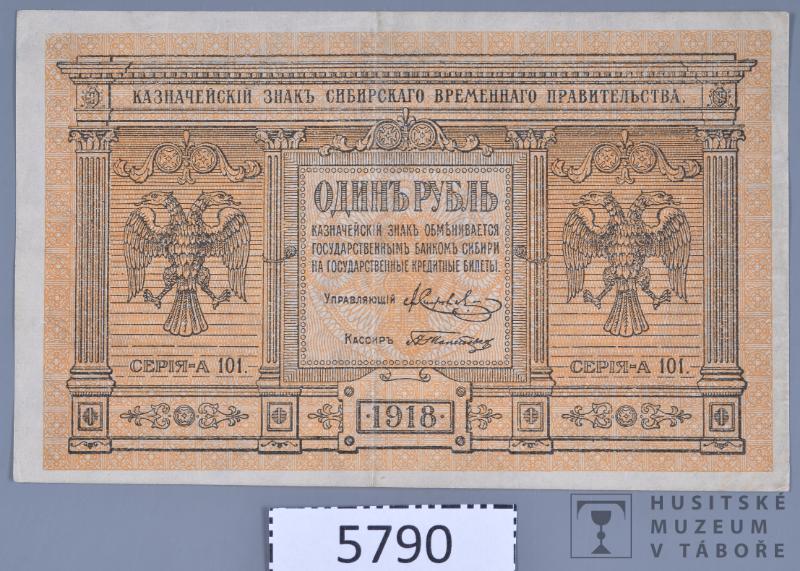 КАЗНАЧЕЙСКІЙ ЗНАКЪ СИБИРСКАГО ВРЕМЕННАГО ПРАВИТЕЛЬСТВА.
ОДИНЪ РУБЛЬ
КАЗНАЧЕЙСКІЙ ЗНАКЪ ОБМѢНИВАЕТСЯ
ГОСУДАРСТВЕННЫМЪ БАНКОМЪ СИБИРИ
НА ГОСУДАРСТВЕННЫЕ КРЕДИТНЫЕ БИЛЕТЫ.
УПРАВЛЯЮЩІЙ
КАССИРЪ
СЕРІЯ-А 101.
СЕРІЯ-А 101.
·1918·
5790
HUSITSKÉ
MUZEUM
V TÁBOŘE